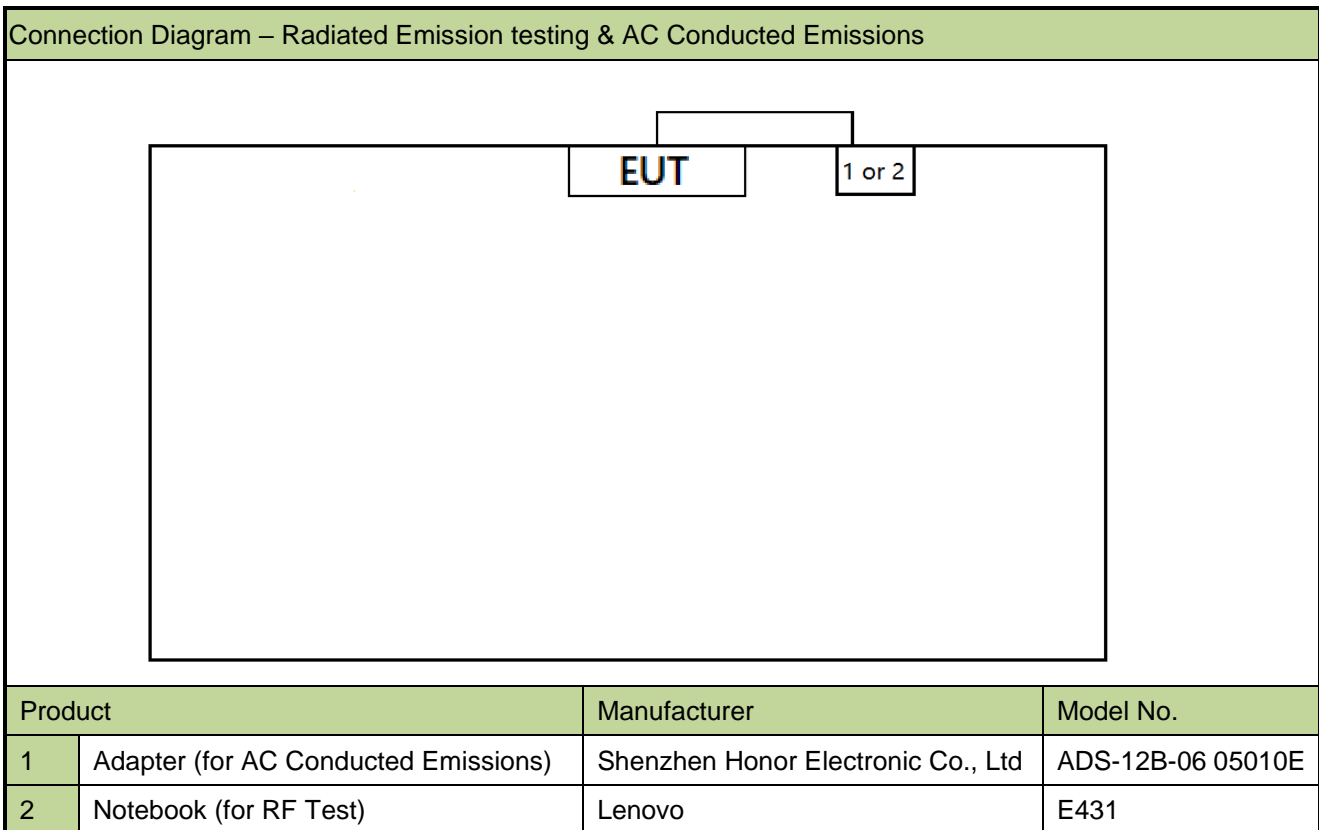 Connection Diagram – Radiated Emission testing & AC Conducted Emissions
EUT
1 or 2
Product Manufacturer Model No.
1 Adapter (for AC Conducted Emissions) Shenzhen Honor Electronic Co., Ltd ADS-12B-06 05010E
2 Notebook (for RF Test) Lenovo E431